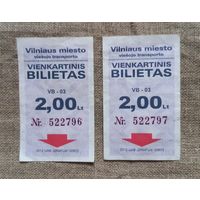 Vilniaus miesto
viešojo transporto
VIENKARTINIS
BILIETAS
VB - 03
2,00 Lt
Nr. 522796
Vilniaus miesto
viešojo transporto
VIENKARTINIS
BILIETAS
VB - 03
2,00 Lt
Nr. 522797